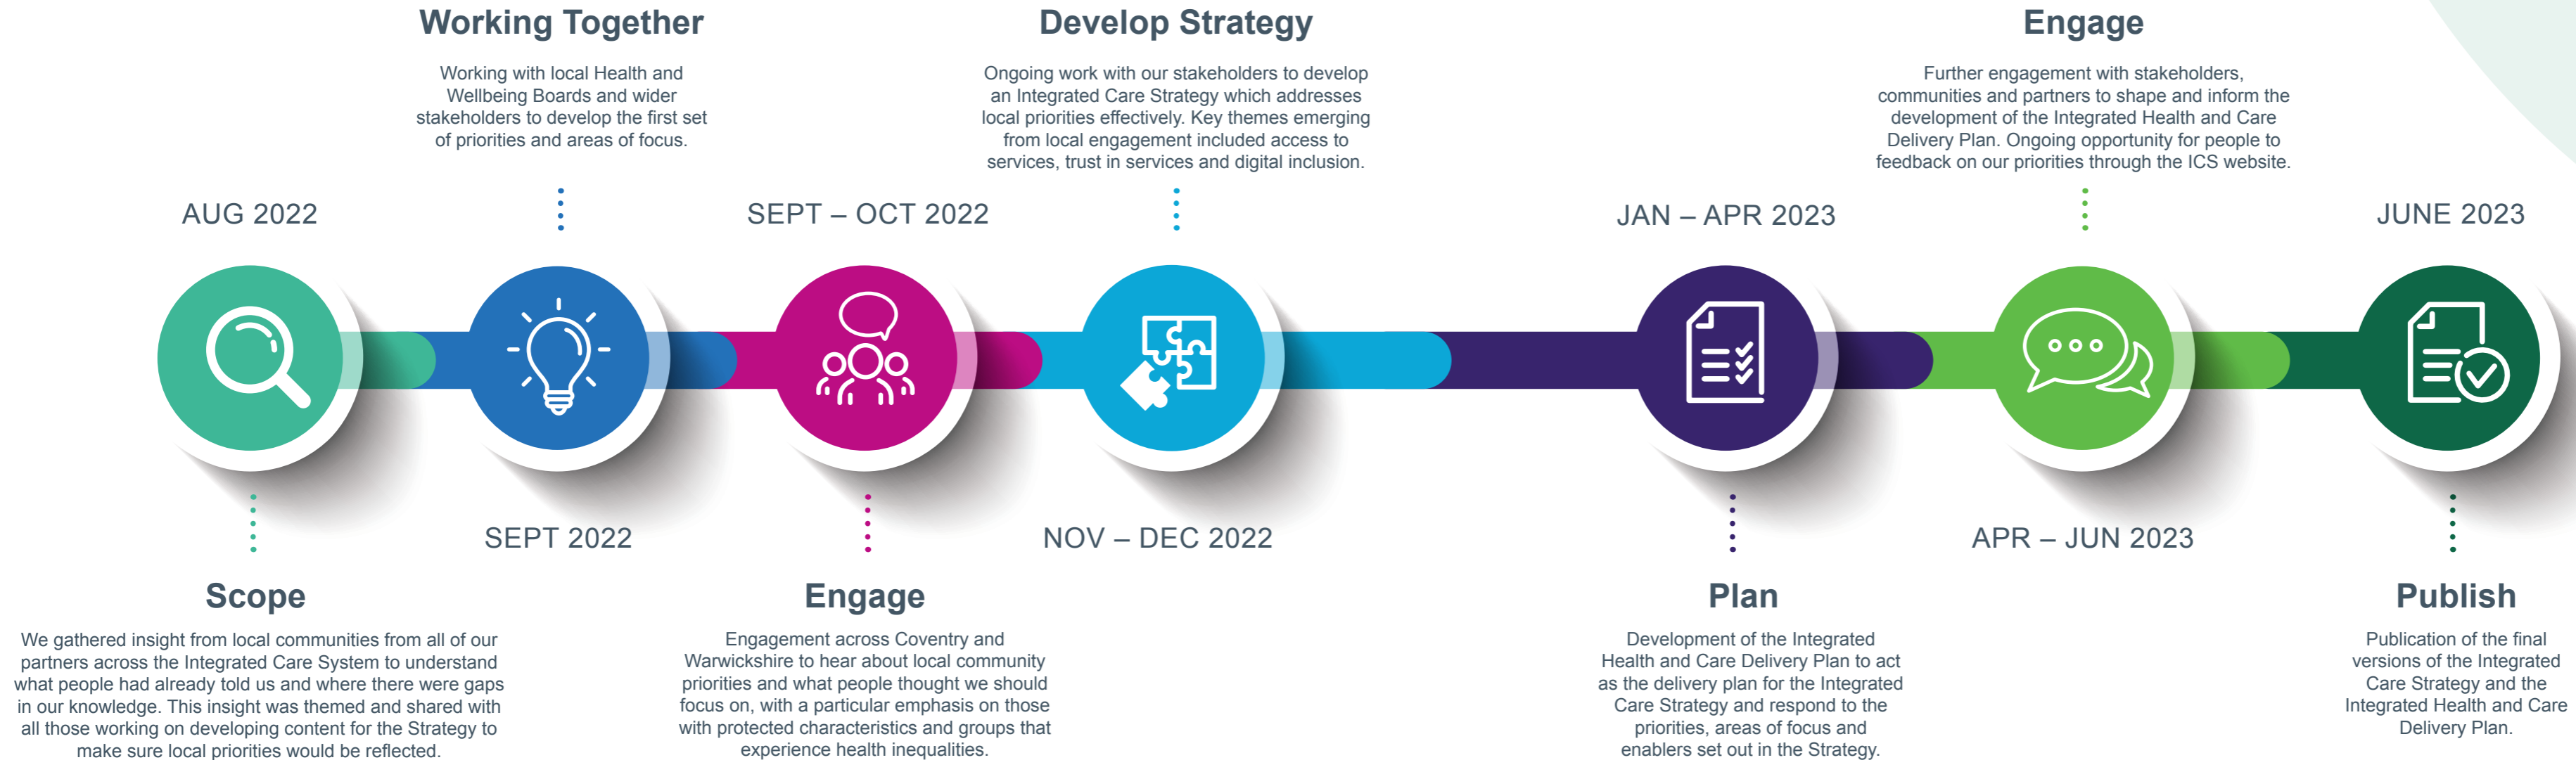 Working Together
Working with local Health and
Wellbeing Boards and wider
stakeholders to develop the first set
of priorities and areas of focus.
Develop Strategy
Ongoing work with our stakeholders to develop
an Integrated Care Strategy which addresses
local priorities effectively. Key themes emerging
from local engagement included access to
services, trust in services and digital inclusion.
Engage
Further engagement with stakeholders,
communities and partners to shape and inform the
development of the Integrated Health and Care
Delivery Plan. Ongoing opportunity for people to
feedback on our priorities through the ICS website.
AUG 2022
SEPT – OCT 2022
JAN – APR 2023
JUNE 2023
SEPT 2022
NOV – DEC 2022
APR – JUN 2023
Scope
We gathered insight from local communities from all of our
partners across the Integrated Care System to understand
what people had already told us and where there were gaps
in our knowledge. This insight was themed and shared with
all those working on developing content for the Strategy to
make sure local priorities would be reflected.
Engage
Engagement across Coventry and
Warwickshire to hear about local community
priorities and what people thought we should
focus on, with a particular emphasis on those
with protected characteristics and groups that
experience health inequalities.
Plan
Development of the Integrated
Health and Care Delivery Plan to act
as the delivery plan for the Integrated
Care Strategy and respond to the
priorities, areas of focus and
enablers set out in the Strategy.
Publish
Publication of the final
versions of the Integrated
Care Strategy and the
Integrated Health and Care
Delivery Plan.